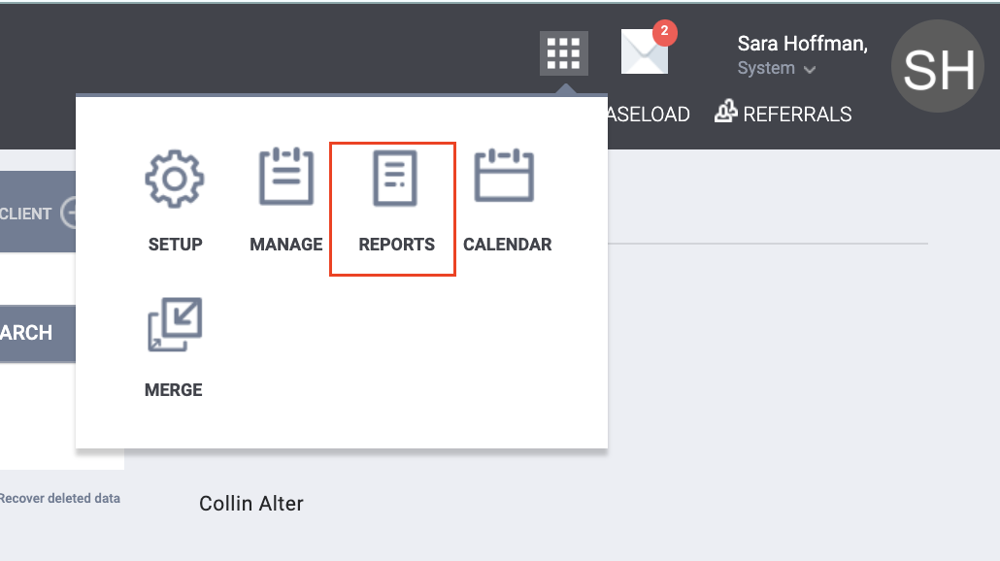 2
Sara Hoffman,
System
SH
ASELOAD
REFERRALS
CLIENT
SETUP
MANAGE
REPORTS
CALENDAR
ARCH
MERGE
Recover deleted data
Collin Alter